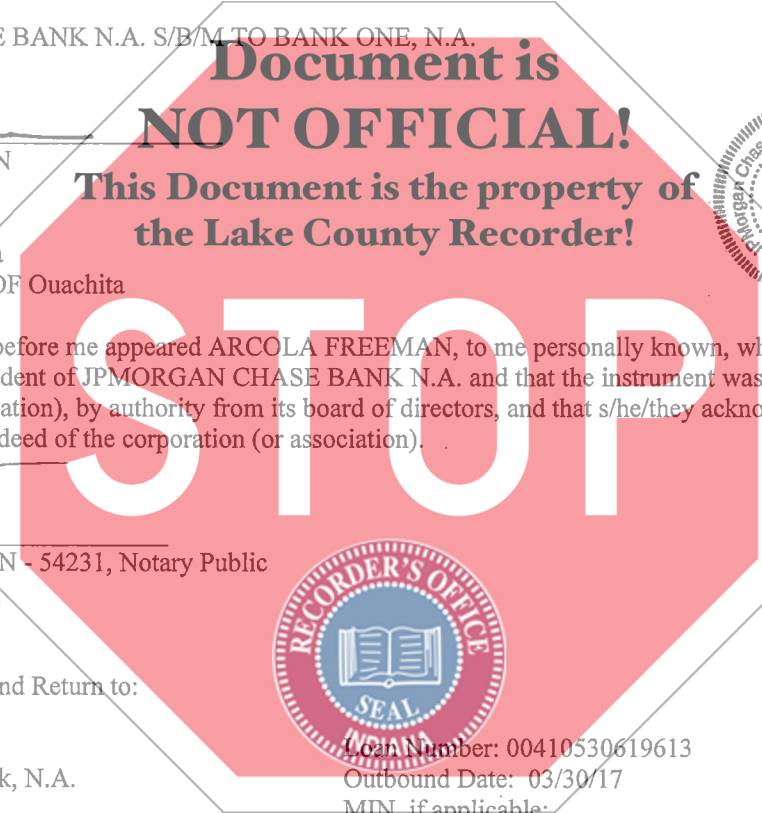 E BANK N.A. S/B/M TO BANK ONE, N.A.
Document is
NOT OFFICIAL!
N
This Document is the property of
the Lake County Recorder!
JPMorgan Chase
a
OF Ouachita
STOP
before me appeared ARCOLA FREEMAN, to me personally known, wh
dent of JPMORGAN CHASE BANK N.A. and that the instrument was
ation), by authority from its board of directors, and that s/he/they ackno
deed of the corporation (or association).
N - 54231, Notary Public
RECORDER'S OFFICE
SEAL
INDIANA
nd Return to:
Loan Number: 00410530619613
k, N.A.
Outbound Date: 03/30/17
MIN, if applicable: